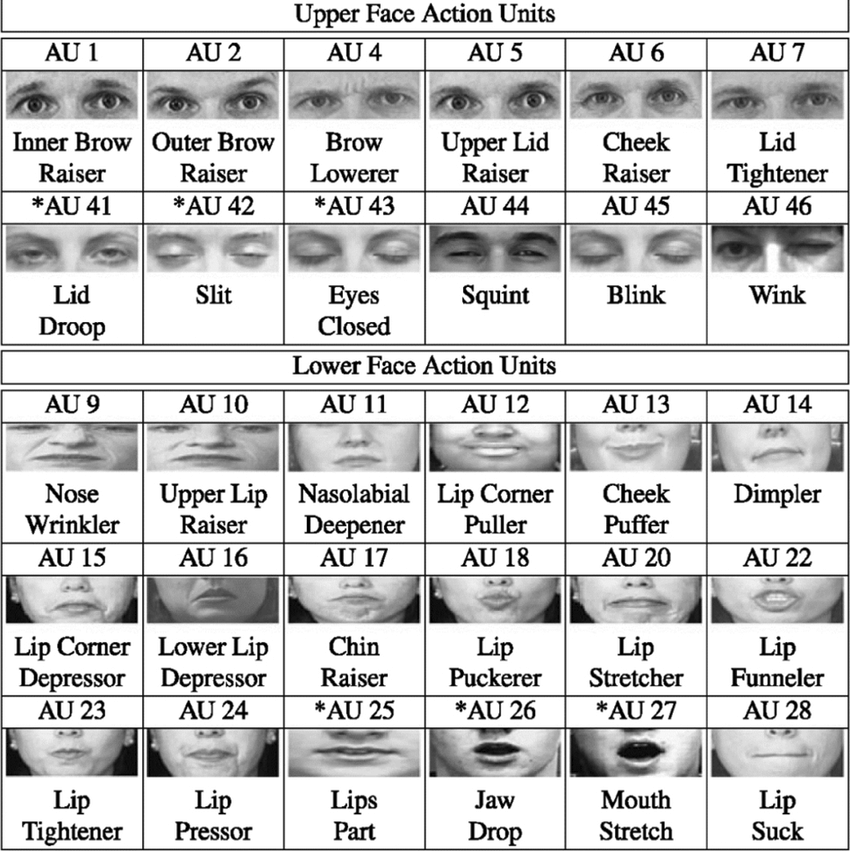 Upper Face Action Units
AU 1 AU 2 AU 4 AU 5 AU 6 AU 7
Inner Brow Outer Brow Brow Upper Lid Cheek Lid
Raiser Raiser Lowerer Raiser Raiser Tightener
*AU 41 *AU 42 *AU 43 AU 44 AU 45 AU 46
Lid Slit Eyes Squint Blink Wink
Droop Closed
Lower Face Action Units
AU 9 AU 10 AU 11 AU 12 AU 13 AU 14
Nose Upper Lip Nasolabial Lip Corner Cheek Dimpler
Wrinkler Raiser Deepener Puller Puffer
AU 15 AU 16 AU 17 AU 18 AU 20 AU 22
Lip Corner Lower Lip Chin Lip Lip Lip
Depressor Depressor Raiser Puckerer Stretcher Funneler
AU 23 AU 24 *AU 25 *AU 26 *AU 27 AU 28
Lip Lip Lips Jaw Mouth Lip
Tightener Pressor Part Drop Stretch Suck